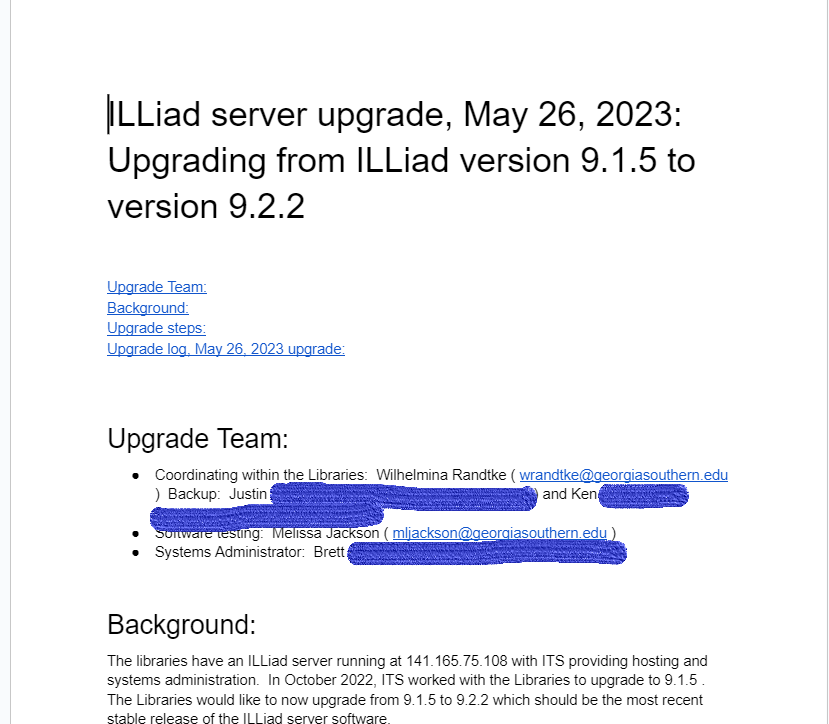 ILLiad server upgrade, May 26, 2023:
Upgrading from ILLiad version 9.1.5 to
version 9.2.2
Upgrade Team:
Background:
Upgrade steps:
Upgrade log, May 26, 2023 upgrade:
Upgrade Team:
● Coordinating within the Libraries:  Wilhelmina Randtke ( wrandtke@georgiasouthern.edu
)  Backup:  Justin ) and Ken
● Software testing:  Melissa Jackson ( mljackson@georgiasouthern.edu )
● Systems Administrator:  Brett
Background:
The libraries have an ILLiad server running at 141.165.75.108 with ITS providing hosting and
systems administration.  In October 2022, ITS worked with the Libraries to upgrade to 9.1.5 .
The Libraries would like to now upgrade from 9.1.5 to 9.2.2 which should be the most recent
stable release of the ILLiad server software.